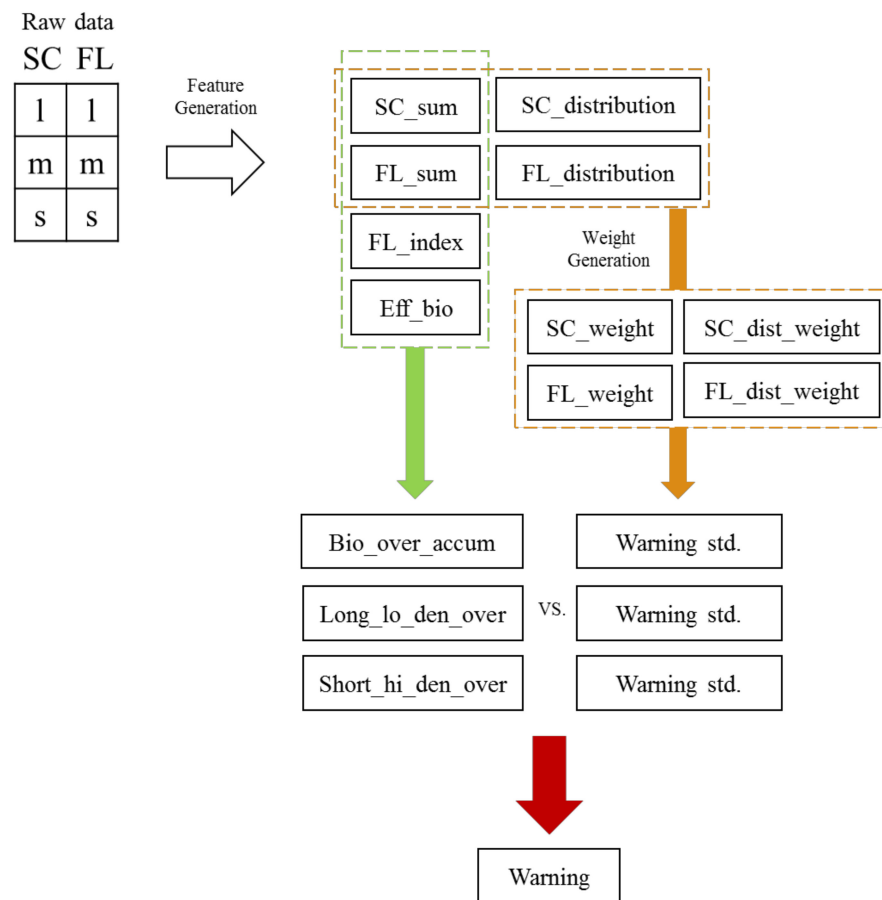 Raw data
SC FL
l l
m m
s s
Feature
Generation
SC_sum SC_distribution
FL_sum FL_distribution
FL_index
Eff_bio
Weight
Generation
SC_weight SC_dist_weight
FL_weight FL_dist_weight
Bio_over_accum Warning std.
Long_lo_den_over VS. Warning std.
Short_hi_den_over Warning std.
Warning